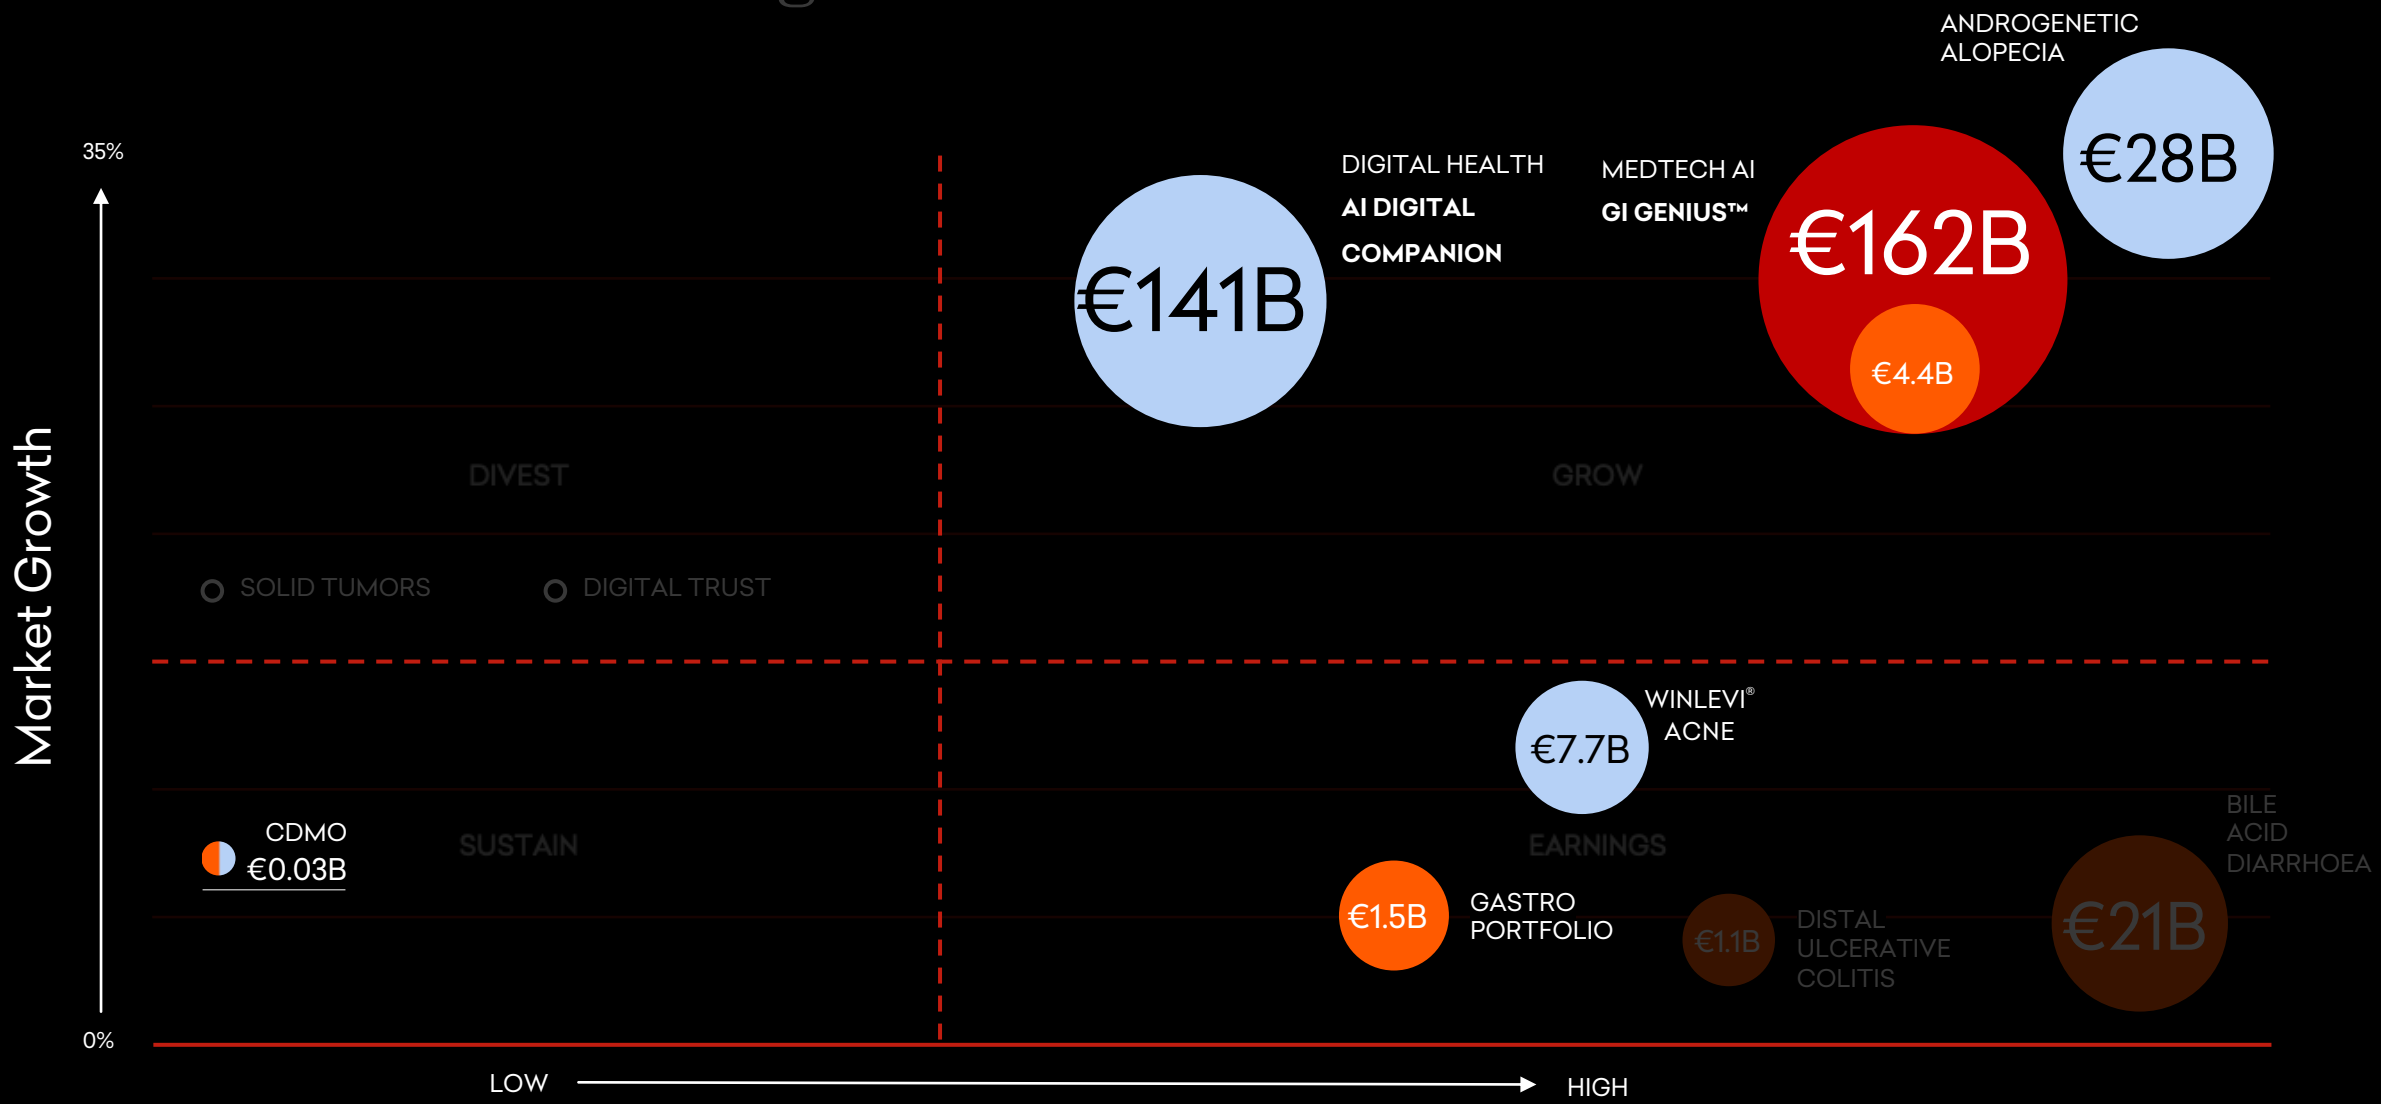 ANDROGENETIC
ALOPECIA
€28B
35%
DIGITAL HEALTH
AI DIGITAL
COMPANION
€141B
MEDTECH AI
GI GENIUS™
€162B
€4.4B
DIVEST
GROW
Market Growth
SOLID TUMORS
DIGITAL TRUST
WINLEVI®
ACNE
€7.7B
CDMO
€0.03B
SUSTAIN
EARNINGS
BILE
ACID
DIARRHOEA
€21B
€1.5B
GASTRO
PORTFOLIO
€1.1B
DISTAL
ULCERATIVE
COLITIS
0%
LOW
HIGH